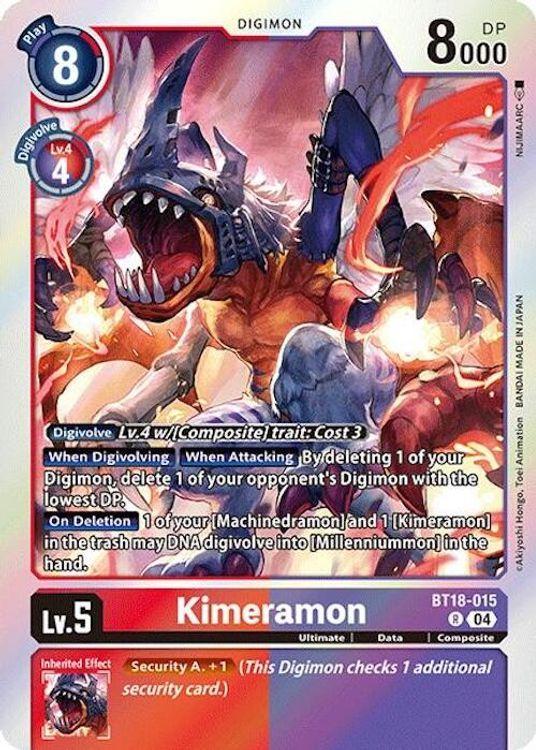 DIGIMON
Play
8
8000
DP
Digivolve
Lv.4
4
NIJIMAARC
©Akiyoshi Hongo, Toei Animation BANDAI MADE IN JAPAN
Digivolve Lv.4 w/[Composite] trait: Cost 3
When Digivolving When Attacking By deleting 1 of your
Digimon, delete 1 of your opponent's Digimon with the
lowest DP.
On Deletion 1 of your [Machinedramon] and 1 [Kimeramon]
in the trash may DNA digivolve into [Millenniummon] in the
hand.
Lv.5
Kimeramon
BT18-015
R 04
Ultimate | Data | Composite
Inherited Effect
Security A. +1 (This Digimon checks 1 additional
security card.)